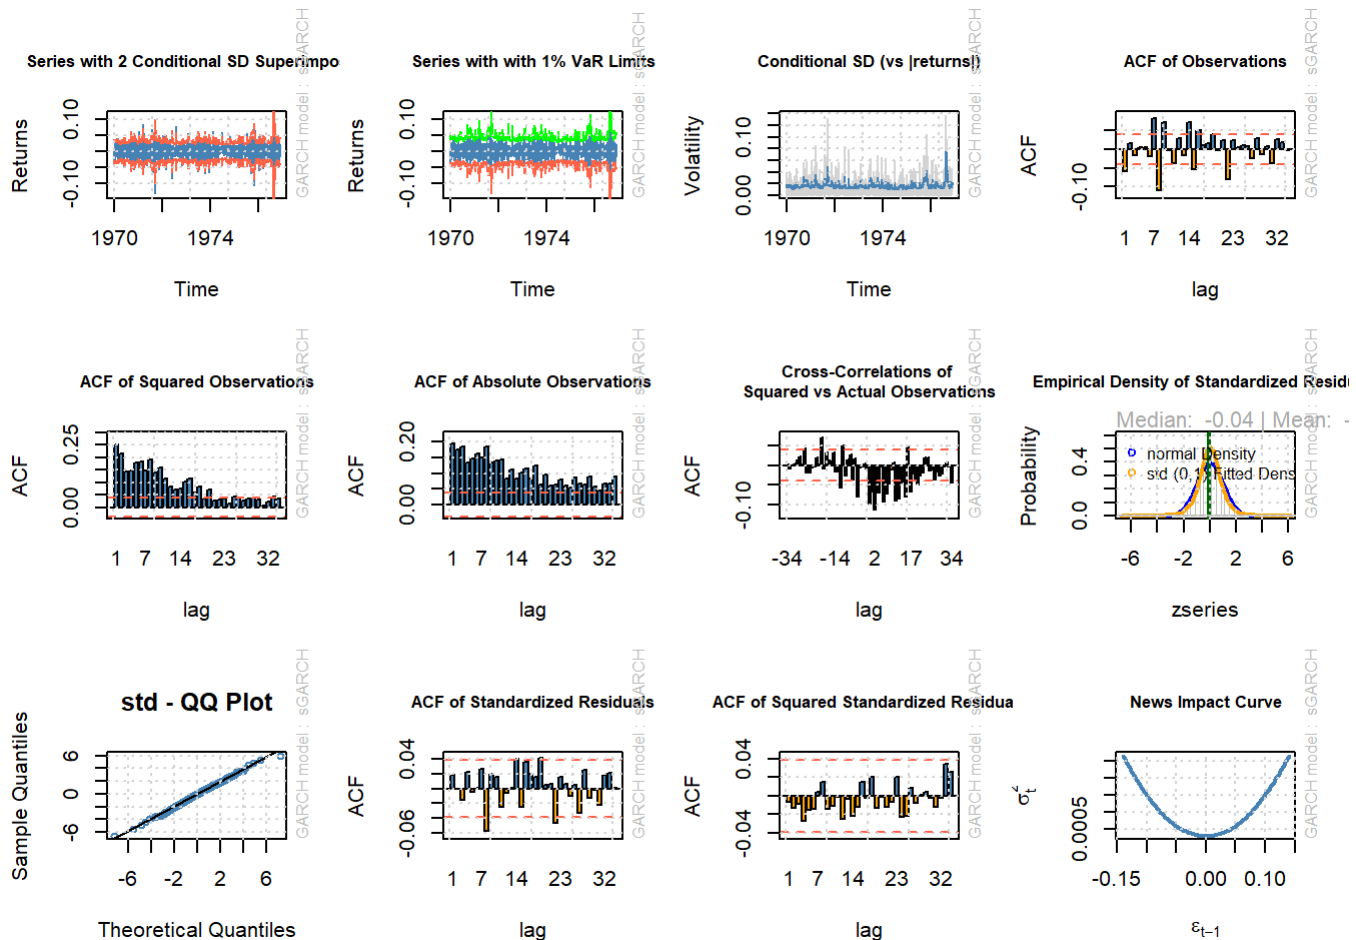 Series with 2 Conditional SD Superimpo
Returns
-0.10 0.10
1970 1974
Time
GARCH model : sGARCH
Series with with 1% VaR Limits
Returns
-0.10 0.10
1970 1974
Time
GARCH model : sGARCH
Conditional SD (vs |returns|)
Volatility
0.00 0.10
1970 1974
Time
GARCH model : sGARCH
ACF of Observations
ACF
-0.10
1 7 14 23 32
lag
GARCH model : sGARCH
ACF of Squared Observations
ACF
0.00 0.25
1 7 14 23 32
lag
GARCH model : sGARCH
ACF of Absolute Observations
ACF
0.00 0.20
1 7 14 23 32
lag
GARCH model : sGARCH
Cross-Correlations of
Squared vs Actual Observations
ACF
-0.10
-34 -14 2 17 34
lag
GARCH model : sGARCH
Empirical Density of Standardized Residu
Median: -0.04 | Mean: -
Probability
0.0 0.4
normal Density
std (0,1) Fitted Dens
-6 -2 2 6
zseries
GARCH model : sGARCH
std - QQ Plot
Sample Quantiles
-6 0 6
-6 -2 2 6
Theoretical Quantiles
GARCH model : sGARCH
ACF of Standardized Residuals
ACF
-0.06 0.04
1 7 14 23 32
lag
GARCH model : sGARCH
ACF of Squared Standardized Residua
ACF
-0.04 0.04
1 7 14 23 32
lag
GARCH model : sGARCH
News Impact Curve
0.0005
-0.15 0.00 0.10
εt−1
GARCH model : sGARCH